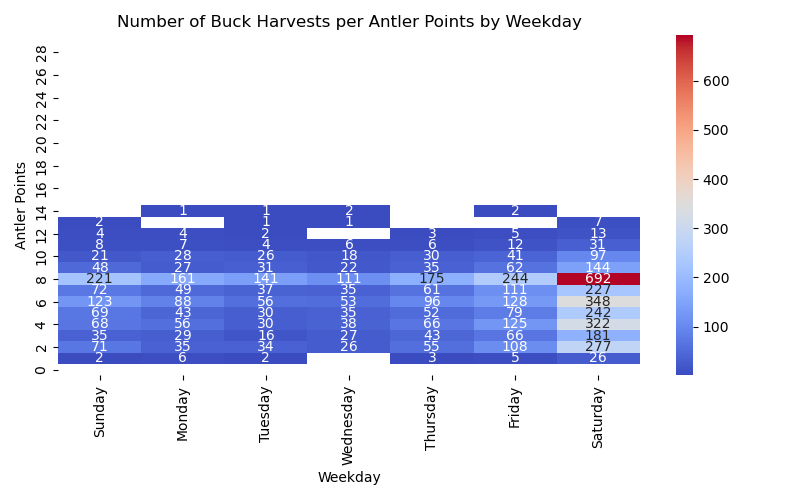 Number of Buck Harvests per Antler Points by Weekday
28
26
24
22
20
18
16
14 1 1 2 2
2 1 1 7
12 4 4 2 3 5 13
8 7 4 6 6 12 31
10 21 28 26 18 30 41 97
48 27 31 22 35 62 144
8 221 161 141 111 175 244 692
72 49 37 35 61 111 227
6 123 88 56 53 96 128 348
69 43 30 35 52 79 242
4 68 56 30 38 66 125 322
35 29 16 27 43 66 181
2 71 35 34 26 55 108 277
2 6 2 3 5 26
0
Antler Points
Sunday
Monday
Tuesday
Wednesday
Thursday
Friday
Saturday
Weekday
600
500
400
300
200
100